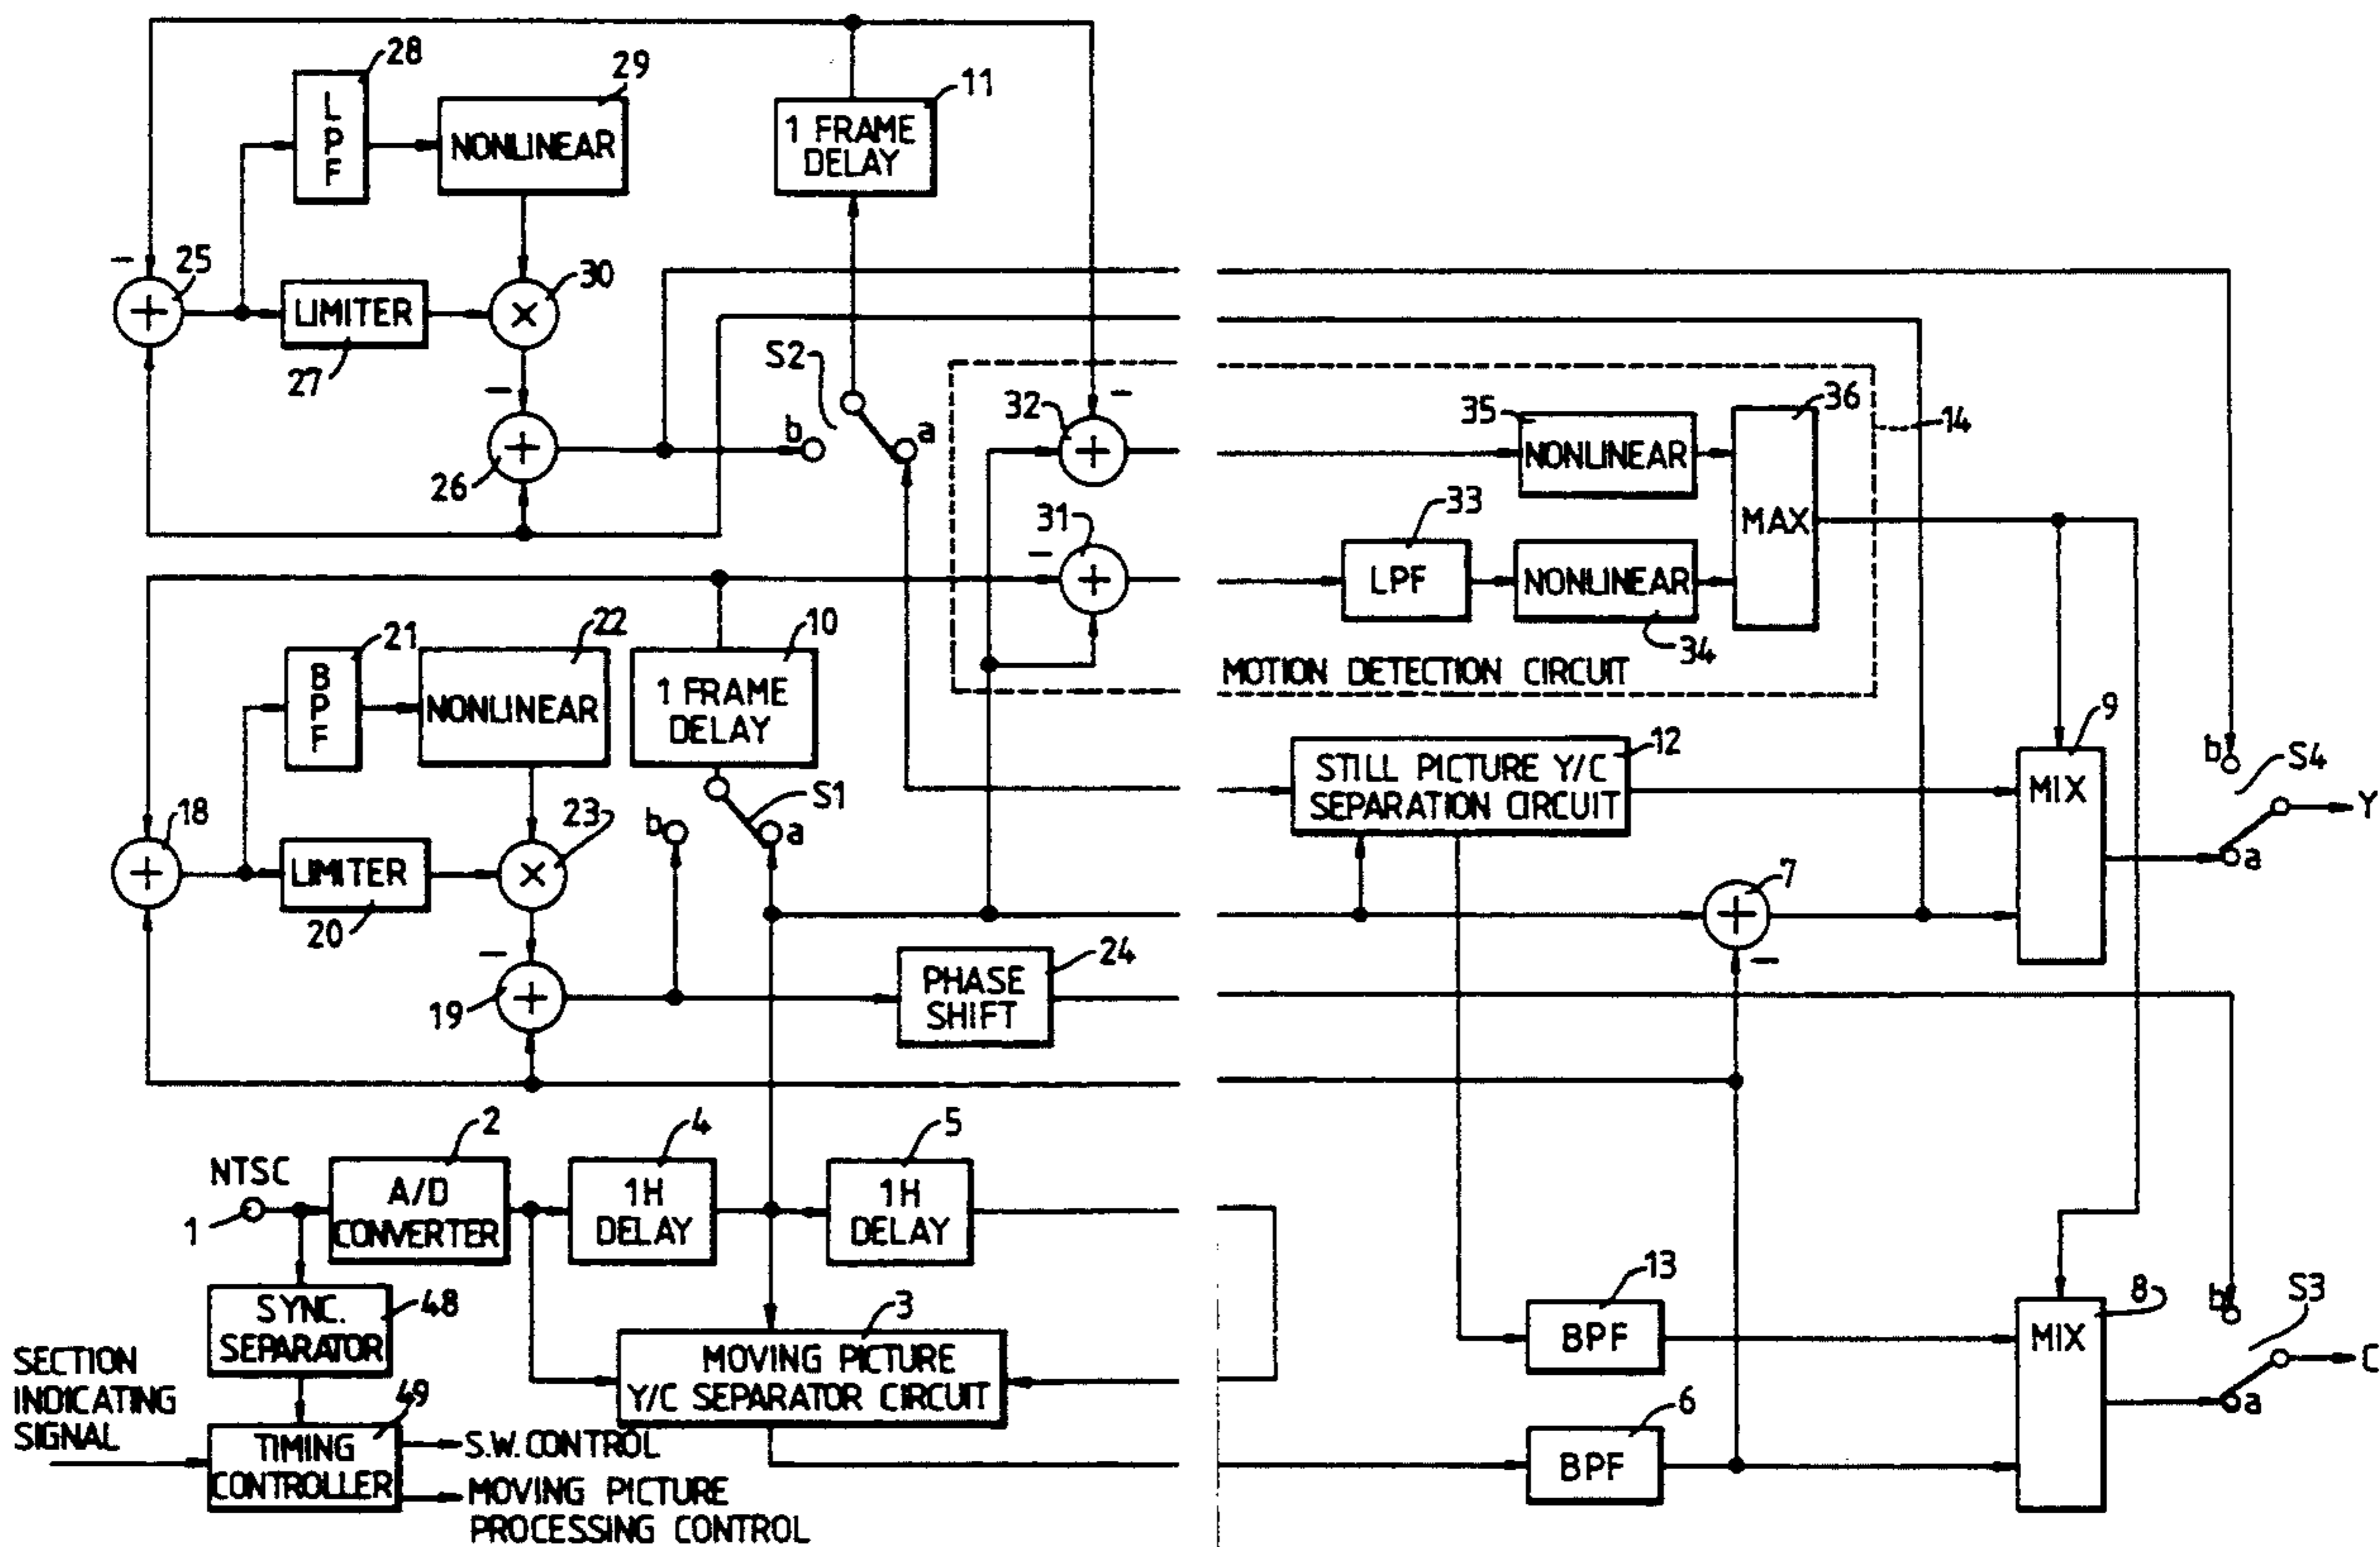 28
29
11
L
P
F
NONLINEAR
1 FRAME
DELAY
−
25
+
LIMITER
27
×
30
−
+
26
S2
b
a
32
−
+
31
−
+
35
NONLINEAR
36
MAX
14
33
LPF
NONLINEAR
34
MOTION DETECTION CIRCUIT
21
22
10
B
P
F
NONLINEAR
1 FRAME
DELAY
18
+
LIMITER
20
23
×
−
19
+
b
a
S1
24
PHASE
SHIFT
12
STILL PICTURE Y/C
SEPARATION CIRCUIT
7
+
−
9
MIX
b
S4
Y
a
NTSC
1
2
A/D
CONVERTER
4
1H
DELAY
5
1H
DELAY
SYNC.
SEPARATOR
48
3
MOVING PICTURE
Y/C SEPARATOR CIRCUIT
SECTION
INDICATING
SIGNAL
49
TIMING
CONTROLLER
S.W. CONTROL
MOVING PICTURE
PROCESSING CONTROL
13
BPF
6
BPF
8
MIX
b
S3
C
a